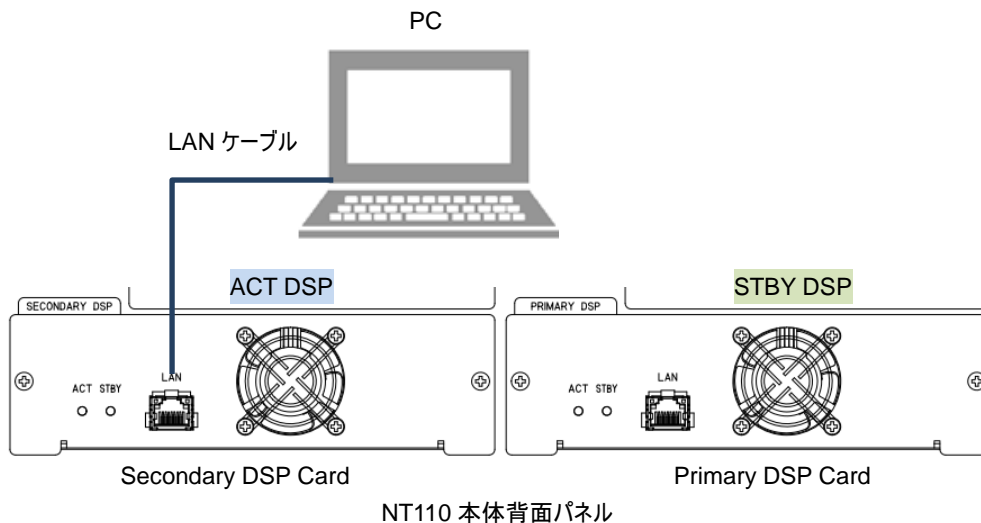 PC
LAN ケーブル
ACT DSP
STBY DSP
SECONDARY DSP
PRIMARY DSP
ACT STBY
LAN
ACT STBY
LAN
Secondary DSP Card
Primary DSP Card
NT110 本体背面パネル